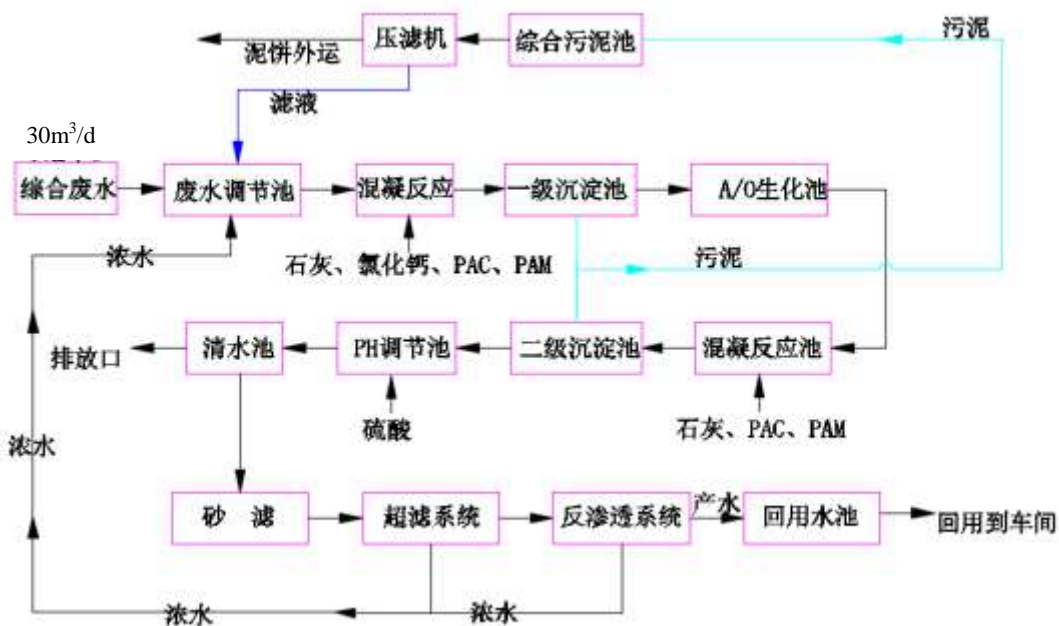 压滤机
综合污泥池
污泥
泥饼外运
滤液
30m³/d
综合废水
废水调节池
混凝反应
一级沉淀池
A/O生化池
浓水
石灰、氯化钙、PAC、PAM
污泥
排放口
清水池
PH调节池
二级沉淀池
混凝反应池
硫酸
石灰、PAC、PAM
浓水
砂 滤
超滤系统
反渗透系统
产水
回用水池
回用到车间
浓水
浓水